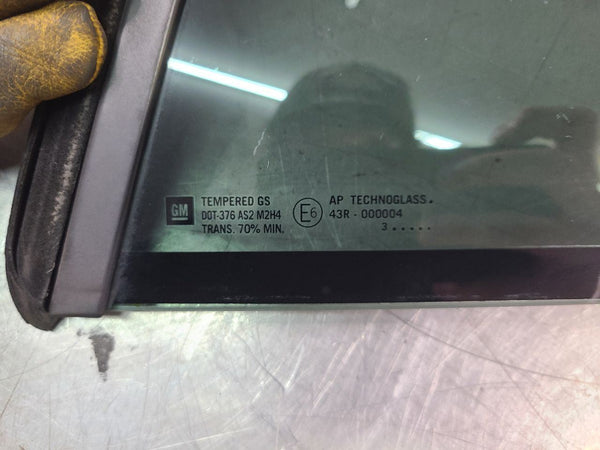 GM
TEMPERED GS
DOT-376 AS2 M2H4
TRANS. 70% MIN.
E6
AP TECHNOGLASS.
43R - 000004
3.....